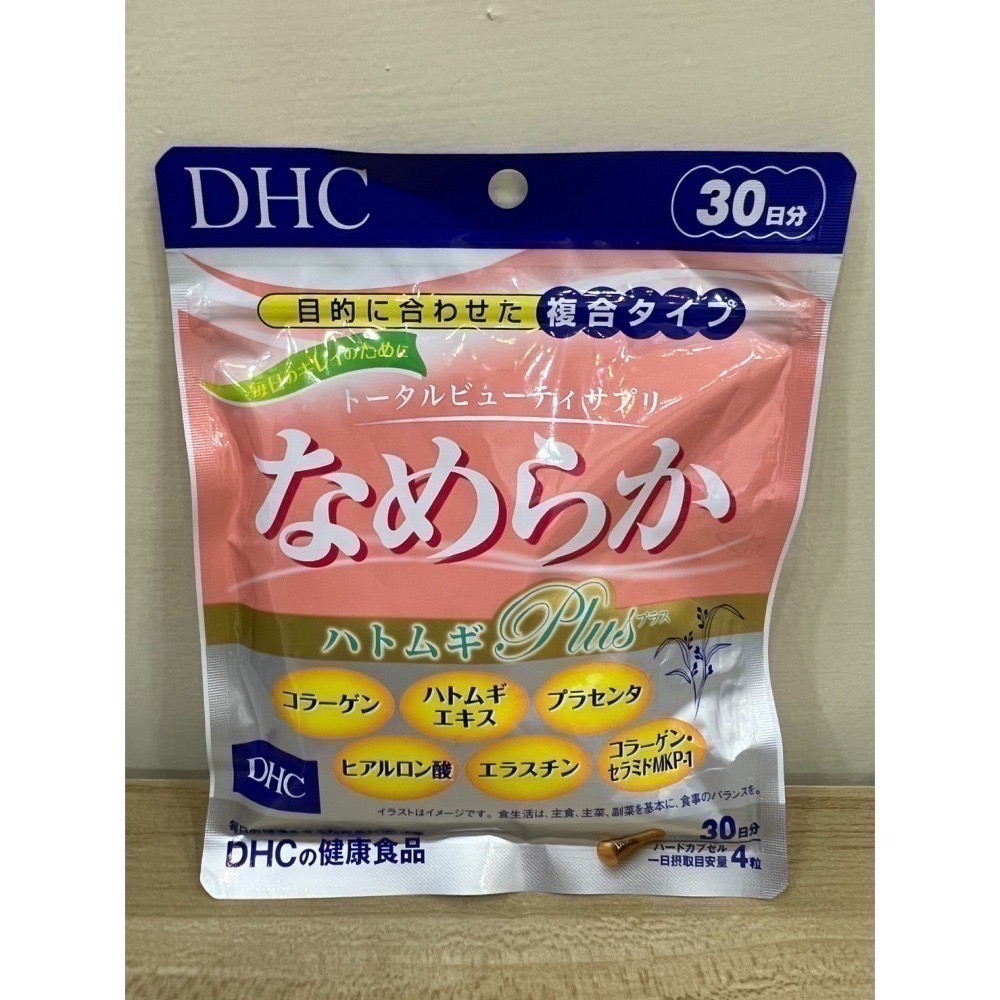 DHC
30日分
目的に合わせた 複合タイプ
毎日のキレイのために
トータルビューティサプリ
なめらか
ハトムギ Plus プラス
コラーゲン
ハトムギ
エキス
プラセンタ
ヒアルロン酸
エラスチン
コラーゲン・
セラミドMKP-1
DHC
イラストはイメージです。 食生活は、主食、主菜、副菜を基本に、食事のバランスを。
DHCの健康食品
30日分
ハードカプセル
一日摂取目安量 4粒